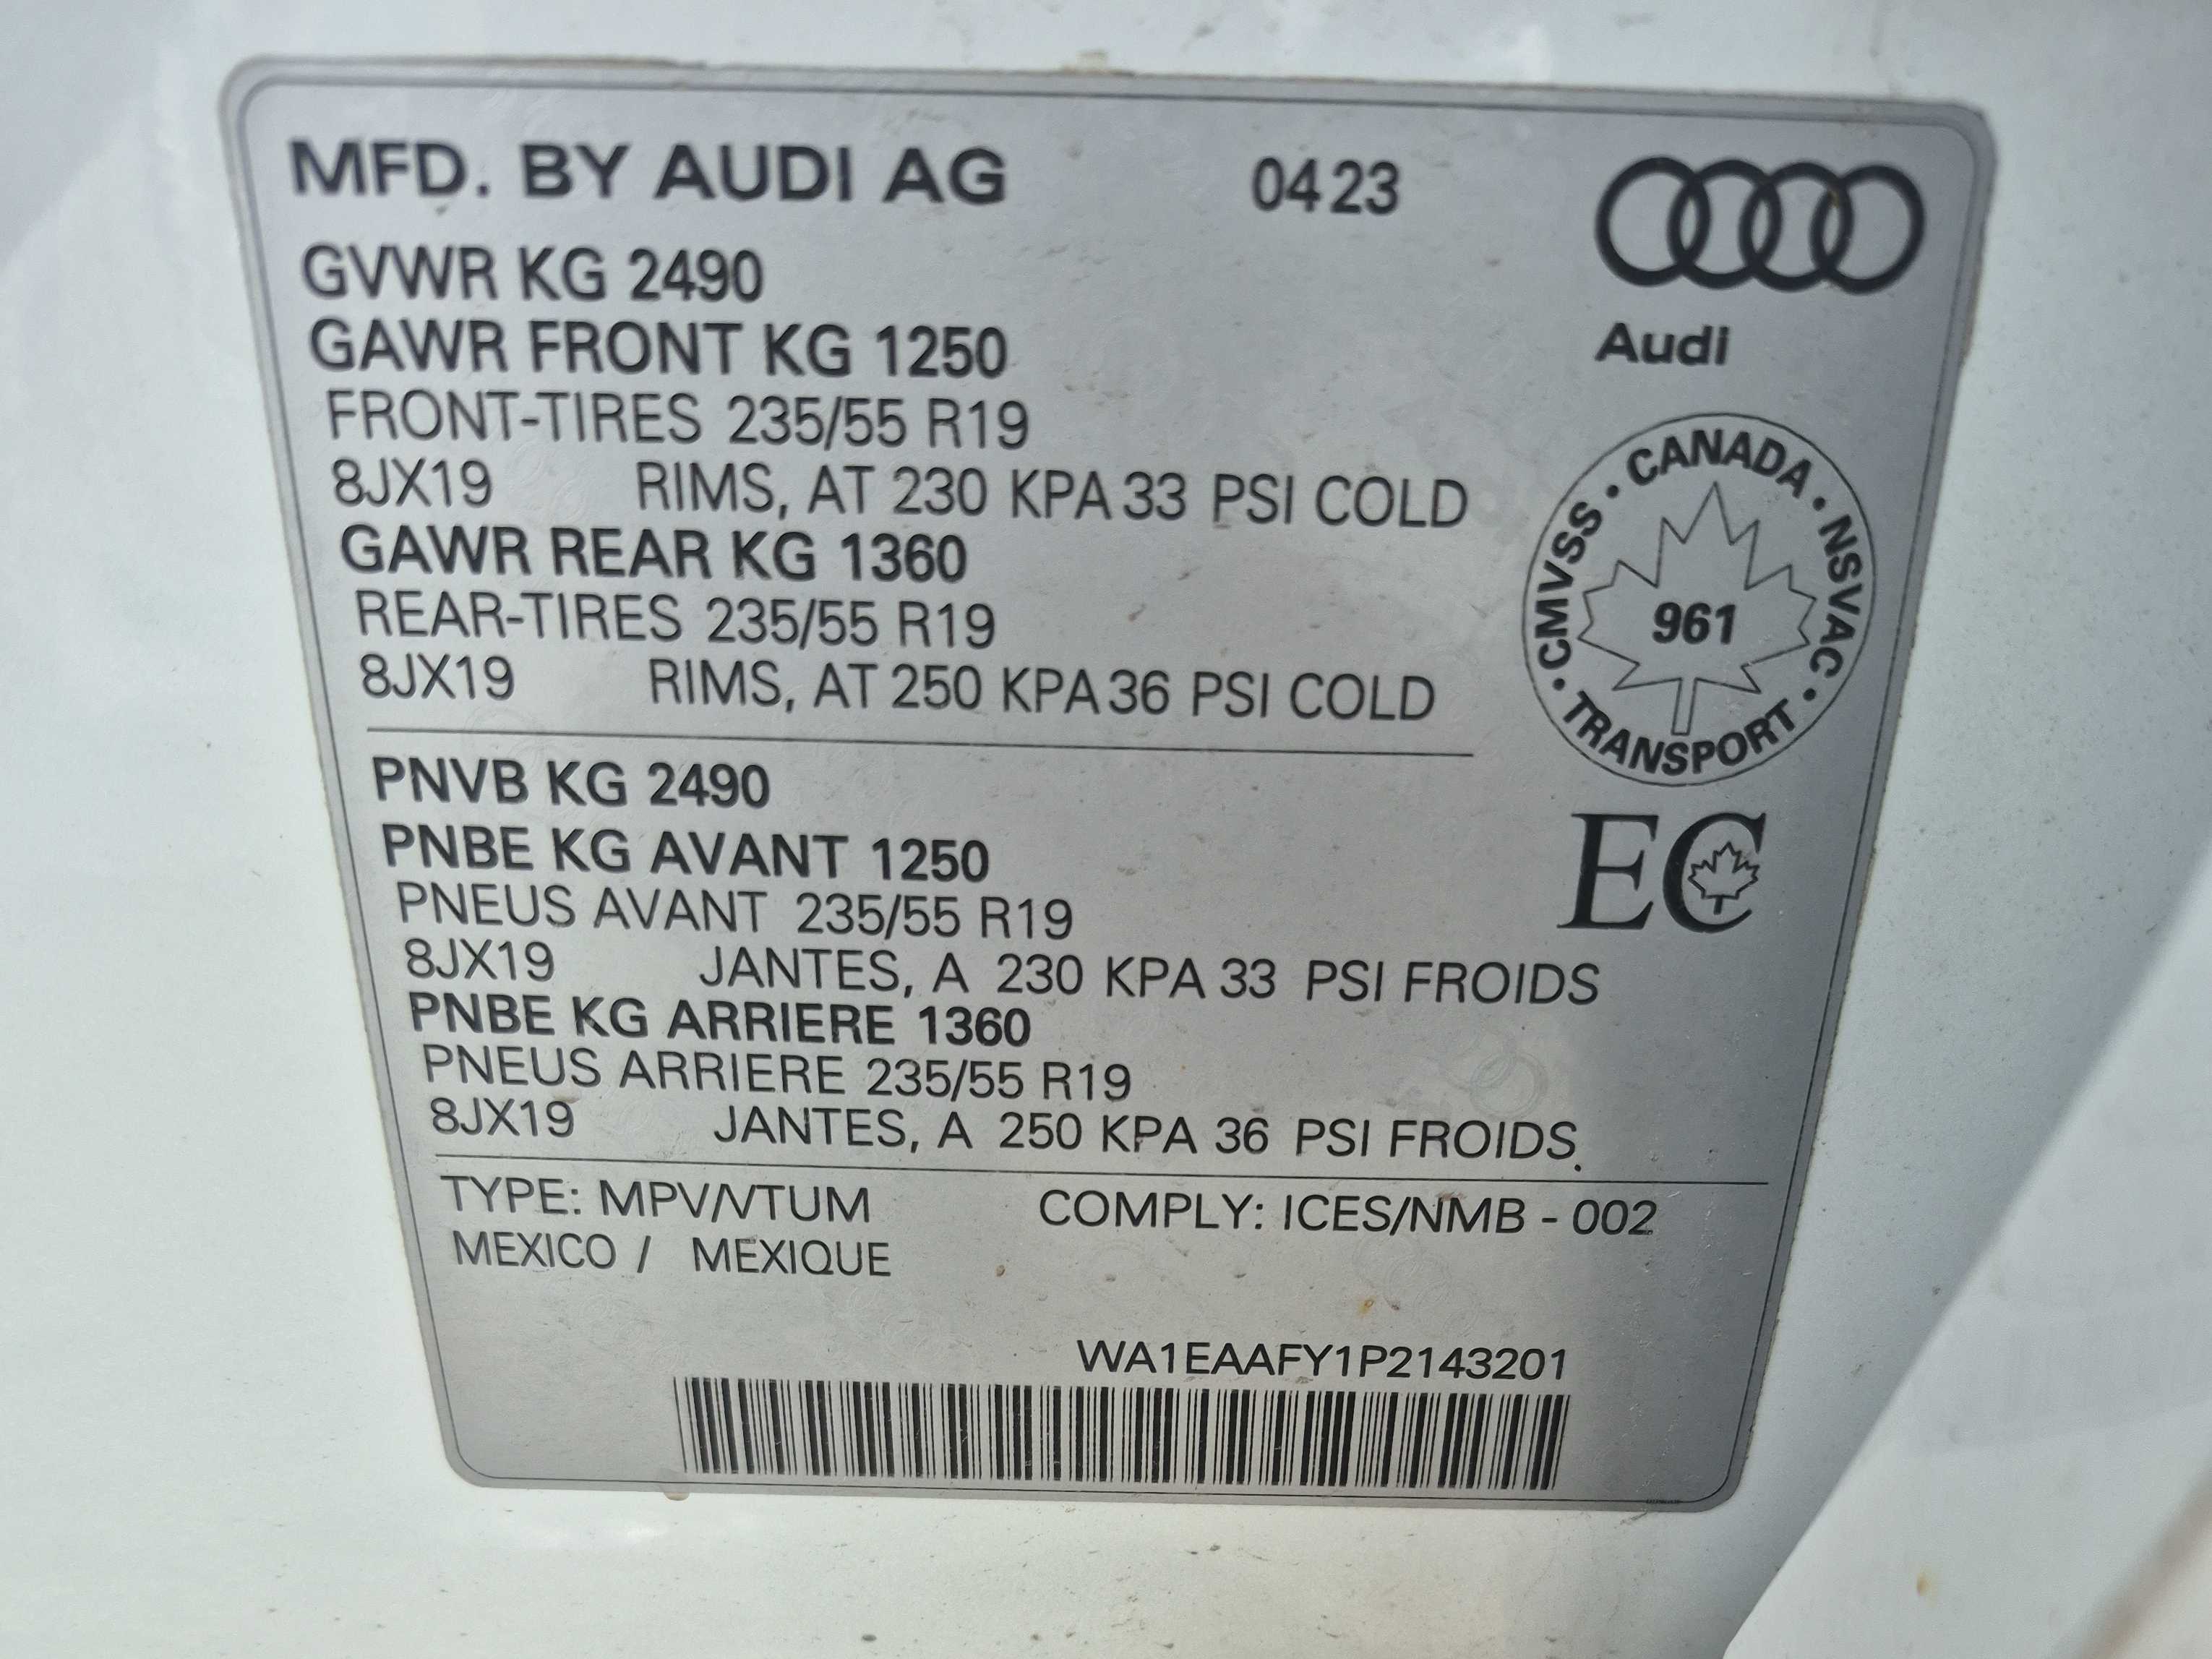 MFD. BY AUDI AG 0423
Audi
GVWR KG 2490
GAWR FRONT KG 1250
FRONT-TIRES 235/55 R19
8JX19 RIMS, AT 230 KPA 33 PSI COLD
GAWR REAR KG 1360
REAR-TIRES 235/55 R19
8JX19 RIMS, AT 250 KPA 36 PSI COLD
CANADA · NSVAC · TRANSPORT · CMVSS ·
961
PNVB KG 2490
PNBE KG AVANT 1250
PNEUS AVANT 235/55 R19
8JX19 JANTES, A 230 KPA 33 PSI FROIDS
PNBE KG ARRIERE 1360
PNEUS ARRIERE 235/55 R19
8JX19 JANTES, A 250 KPA 36 PSI FROIDS.
EC
TYPE: MPV/VTUM COMPLY: ICES/NMB - 002
MEXICO / MEXIQUE
WA1EAAFY1P2143201